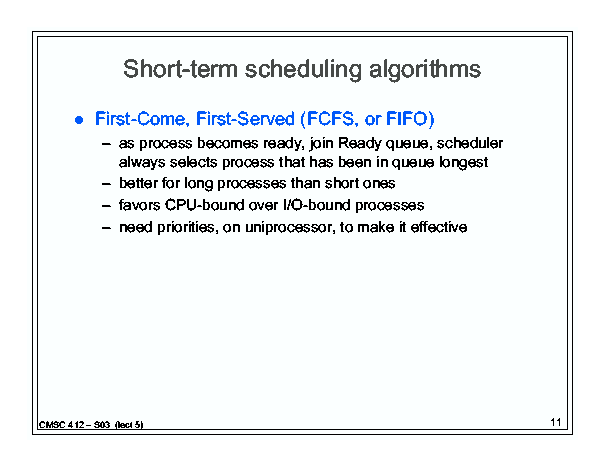 Short-term scheduling algorithms
● First-Come, First-Served (FCFS, or FIFO)
– as process becomes ready, join Ready queue, scheduler
always selects process that has been in queue longest
– better for long processes than short ones
– favors CPU-bound over I/O-bound processes
– need priorities, on uniprocessor, to make it effective
CMSC 412 – S03 (lect 5)
11